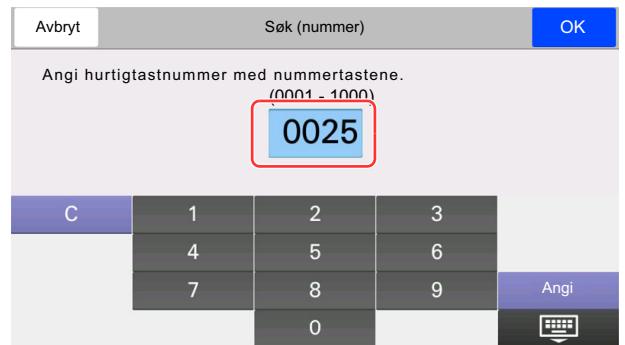 Avbryt Søk (nummer) OK
Angi hurtigtastnummer med nummertastene.
(0001 - 1000)
0025
C 1 2 3
4 5 6
7 8 9 Angi
0